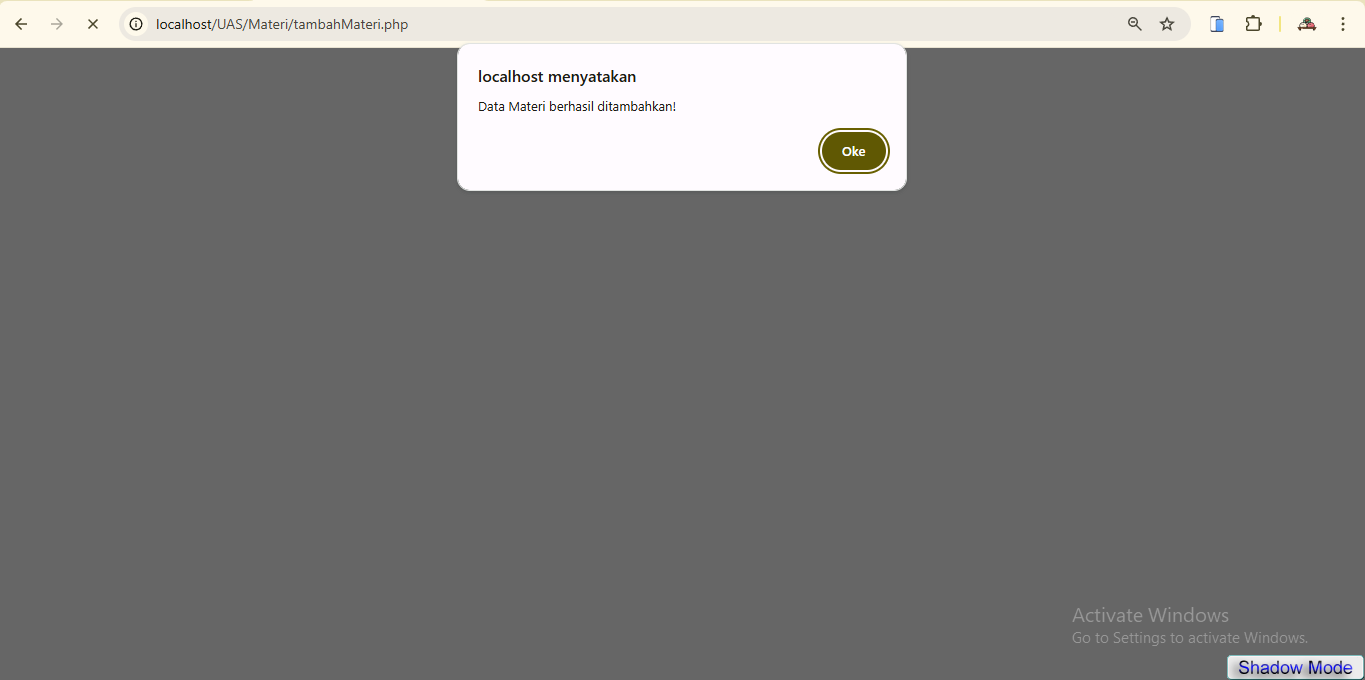 localhost/UAS/Materi/tambahMateri.php
localhost menyatakan
Data Materi berhasil ditambahkan!
Oke
Activate Windows
Go to Settings to activate Windows.
Shadow Mode